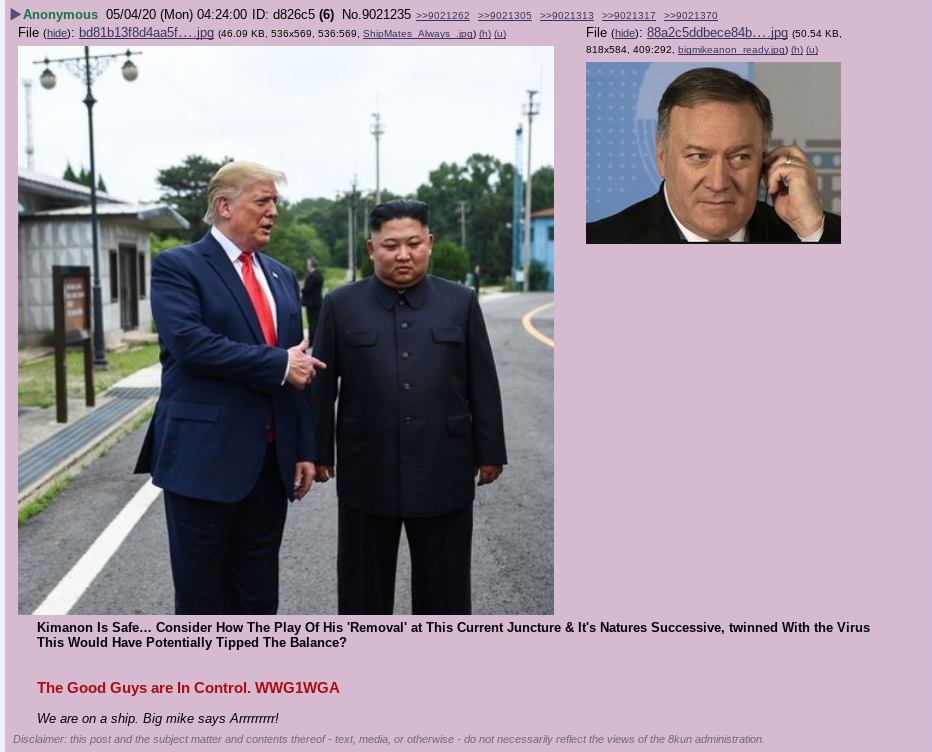 ▶Anonymous 05/04/20 (Mon) 04:24:00 ID: d826c5 (6) No.9021235 >>9021262 >>9021305 >>9021313 >>9021317 >>9021370
File (hide): bd81b13f8d4aa5f….jpg (46.09 KB, 536x569, 536:569, ShipMates_Always_.jpg) (h) (u)
File (hide): 88a2c5ddbece84b….jpg (50.54 KB,
818x584, 409:292, bigmikeanon_ready.jpg) (h) (u)
Kimanon Is Safe… Consider How The Play Of His 'Removal' at This Current Juncture & It's Natures Successive, twinned With the Virus
This Would Have Potentially Tipped The Balance?
The Good Guys are In Control. WWG1WGA
We are on a ship. Big mike says Arrrrrrrrr!
Disclaimer: this post and the subject matter and contents thereof - text, media, or otherwise - do not necessarily reflect the views of the 8kun administration.